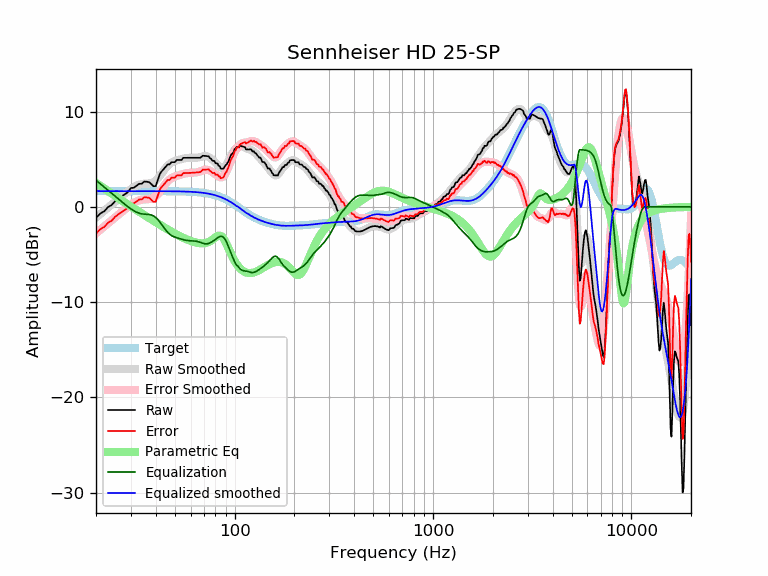 Sennheiser HD 25-SP
Amplitude (dBr)
10
0
−10
−20
−30
Target
Raw Smoothed
Error Smoothed
Raw
Error
Parametric Eq
Equalization
Equalized smoothed
100
1000
10000
Frequency (Hz)